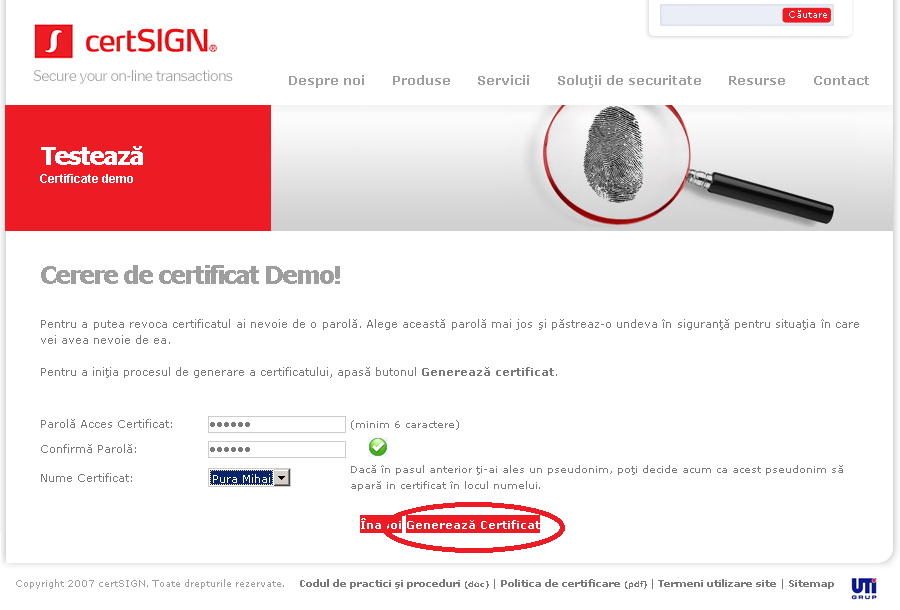 Căutare
certSIGN®
Secure your on-line transactions
Despre noi Produse Servicii Soluţii de securitate Resurse Contact
Testează
Certificate demo
Cerere de certificat Demo!
Pentru a putea revoca certificatul ai nevoie de o parolă. Alege această parolă mai jos şi păstreaz-o undeva în siguranţă pentru situaţia în care
vei avea nevoie de ea.
Pentru a iniţia procesul de generare a certificatului, apasă butonul Generează certificat.
Parolă Acces Certificat: •••••• (minim 6 caractere)
Confirmă Parolă: ••••••
Nume Certificat: Pura Mihai
Dacă în pasul anterior ţi-ai ales un pseudonim, poţi decide acum ca acest pseudonim să
apară in certificat în locul numelui.
Înapoi Generează Certificat
Copyright 2007 certSIGN. Toate drepturile rezervate. Codul de practici şi proceduri (doc) | Politica de certificare (pdf) | Termeni utilizare site | Sitemap
UTi
GRUP